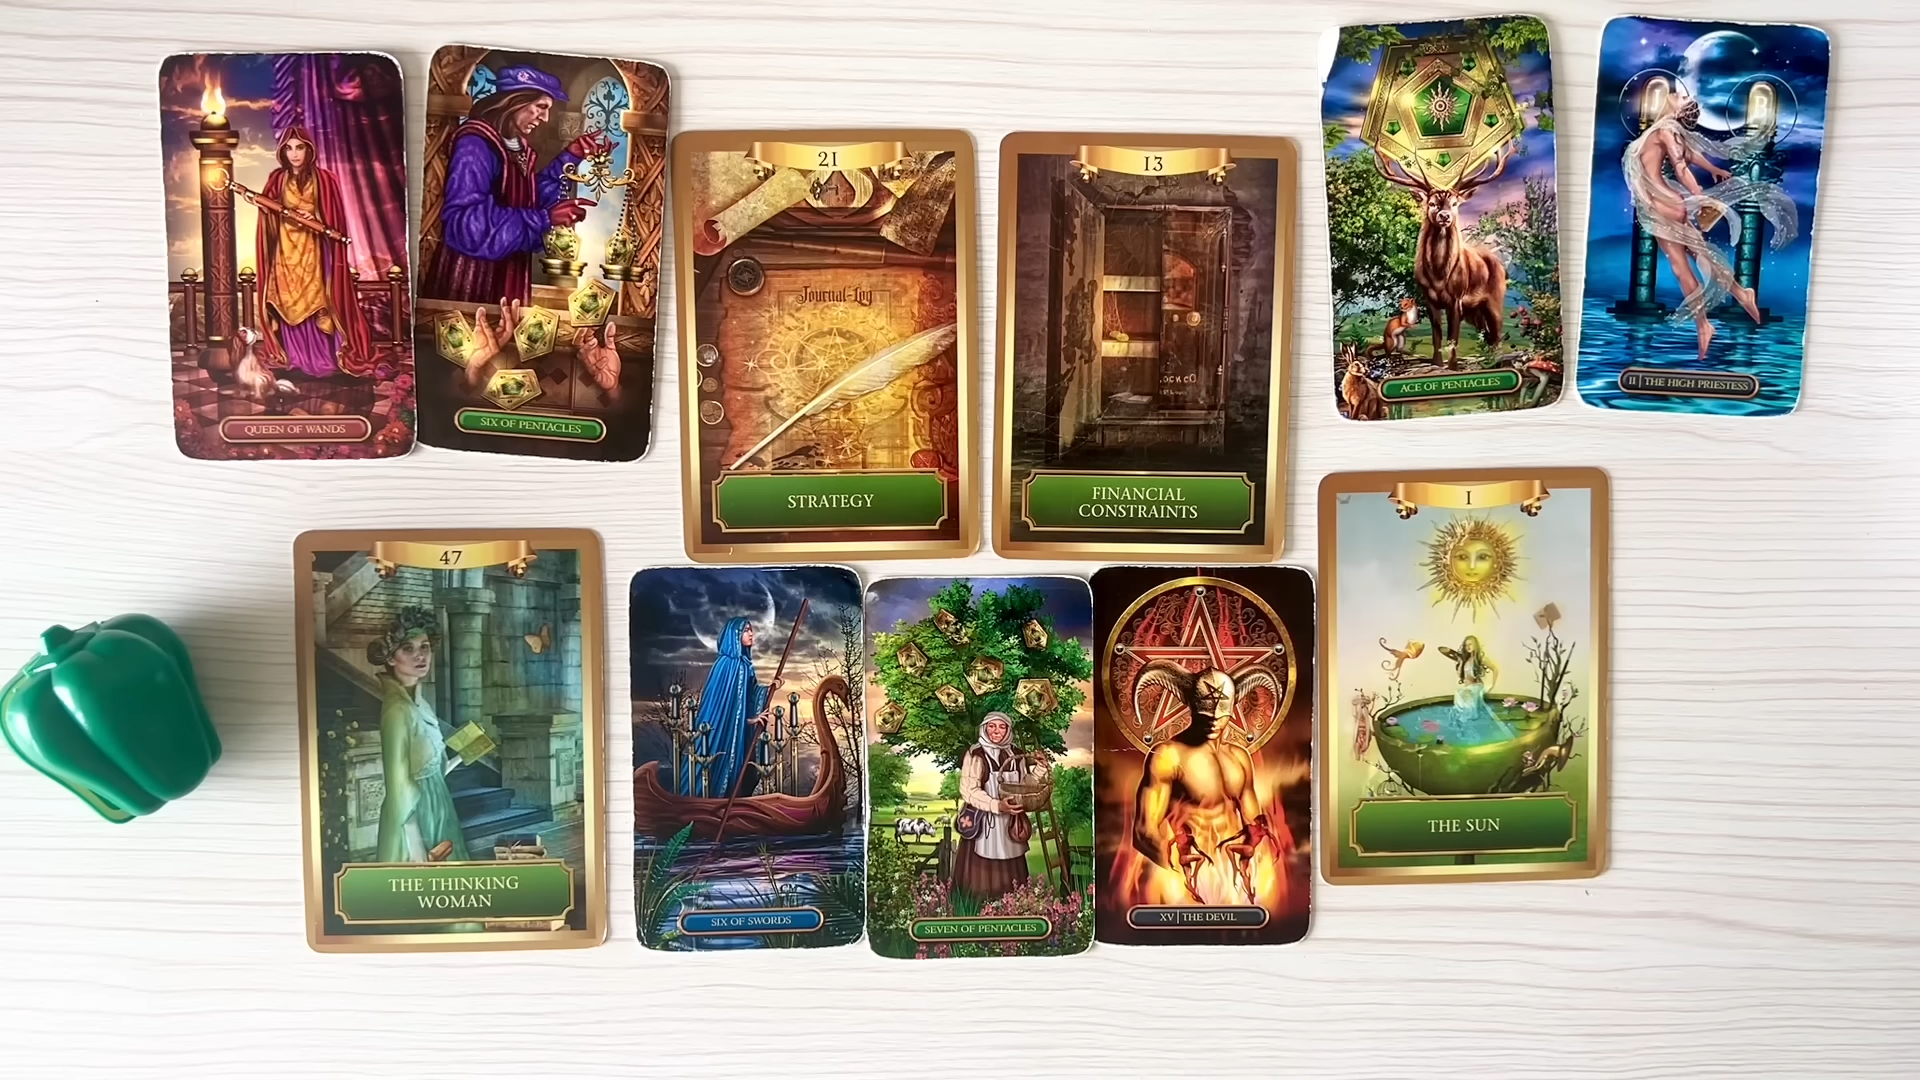 QUEEN OF WANDS
SIX OF PENTACLES
21
Journal-Log
STRATEGY
13
FINANCIAL
CONSTRAINTS
ACE OF PENTACLES
J
B
II | THE HIGH PRIESTESS
47
THE THINKING
WOMAN
SIX OF SWORDS
SEVEN OF PENTACLES
XV | THE DEVIL
I
THE SUN